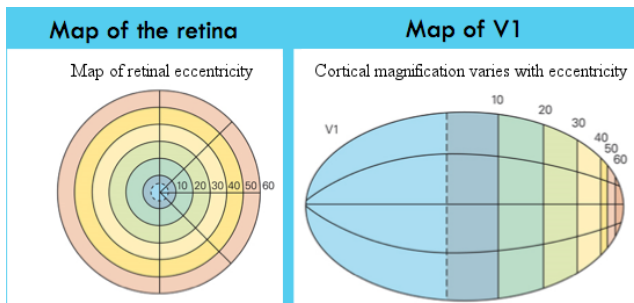 Map of the retina
Map of retinal eccentricity
10 20 30 40 50 60
Map of V1
Cortical magnification varies with eccentricity
V1
10
20
30
40
50
60